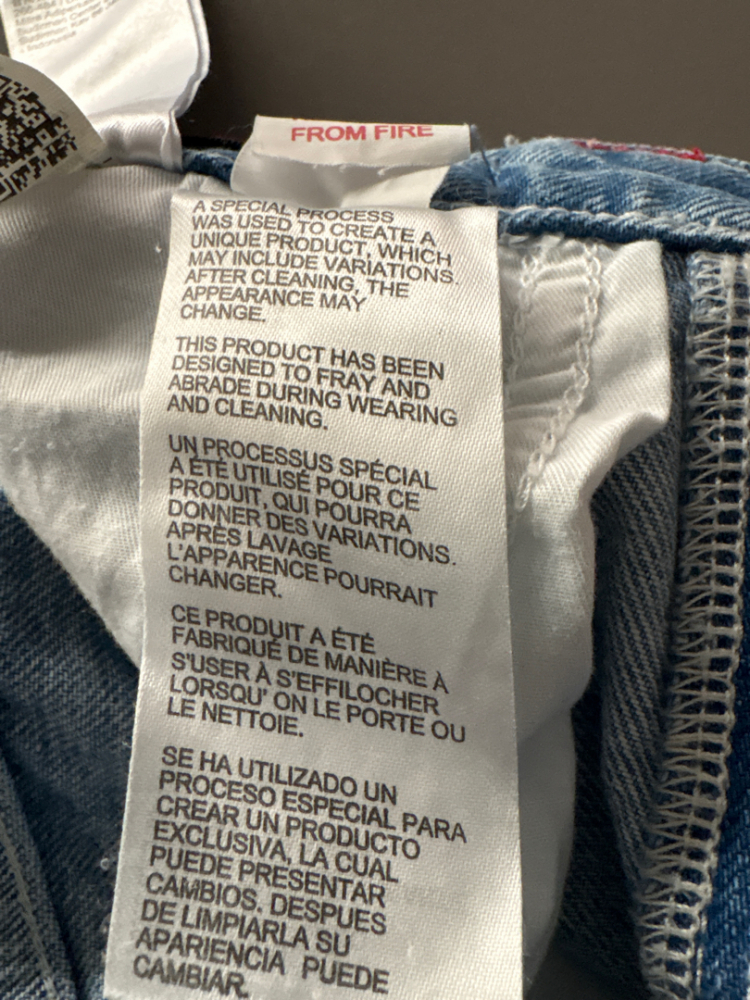 FROM FIRE
A SPECIAL PROCESS
WAS USED TO CREATE A
UNIQUE PRODUCT, WHICH
MAY INCLUDE VARIATIONS.
AFTER CLEANING, THE
APPEARANCE MAY
CHANGE.
THIS PRODUCT HAS BEEN
DESIGNED TO FRAY AND
ABRADE DURING WEARING
AND CLEANING.
UN PROCESSUS SPÉCIAL
A ÉTÉ UTILISÉ POUR CE
PRODUIT, QUI POURRA
DONNER DES VARIATIONS.
APRÈS LAVAGE
L'APPARENCE POURRAIT
CHANGER.
CE PRODUIT A ÉTÉ
FABRIQUÉ DE MANIÈRE À
S'USER À S'EFFILOCHER
LORSQU' ON LE PORTE OU
LE NETTOIE.
SE HA UTILIZADO UN
PROCESO ESPECIAL PARA
CREAR UN PRODUCTO
EXCLUSIVA, LA CUAL
PUEDE PRESENTAR
CAMBIOS. DESPUES
DE LIMPIARLA SU
APARIENCIA PUEDE
CAMBIAR.